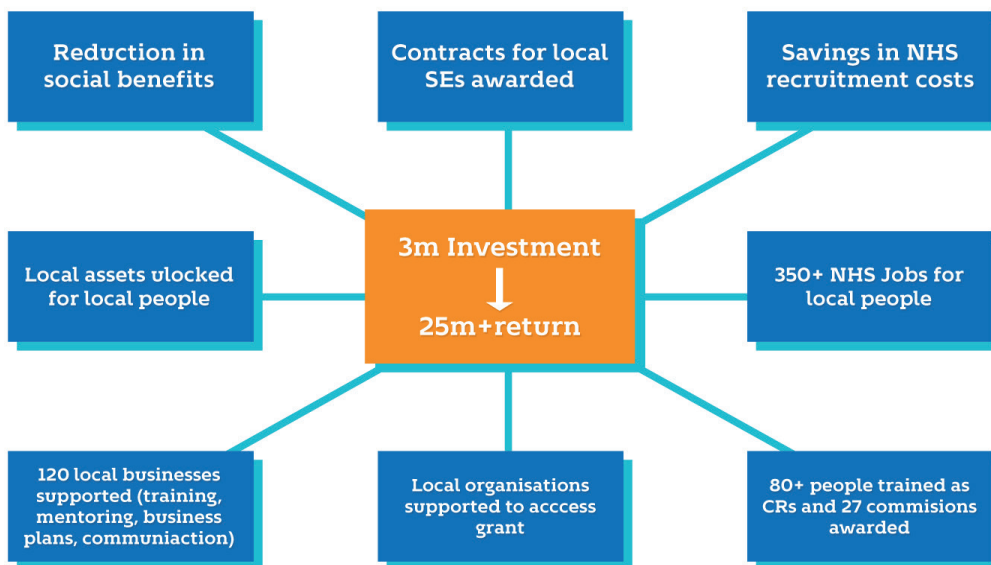 Reduction in
social benefits
Contracts for local
SEs awarded
Savings in NHS
recruitment costs
Local assets ulocked
for local people
3m Investment
25m+return
350+ NHS Jobs for
local people
120 local businesses
supported (training,
mentoring, business
plans, communiaction)
Local organisations
supported to acccess
grant
80+ people trained as
CRs and 27 commisions
awarded